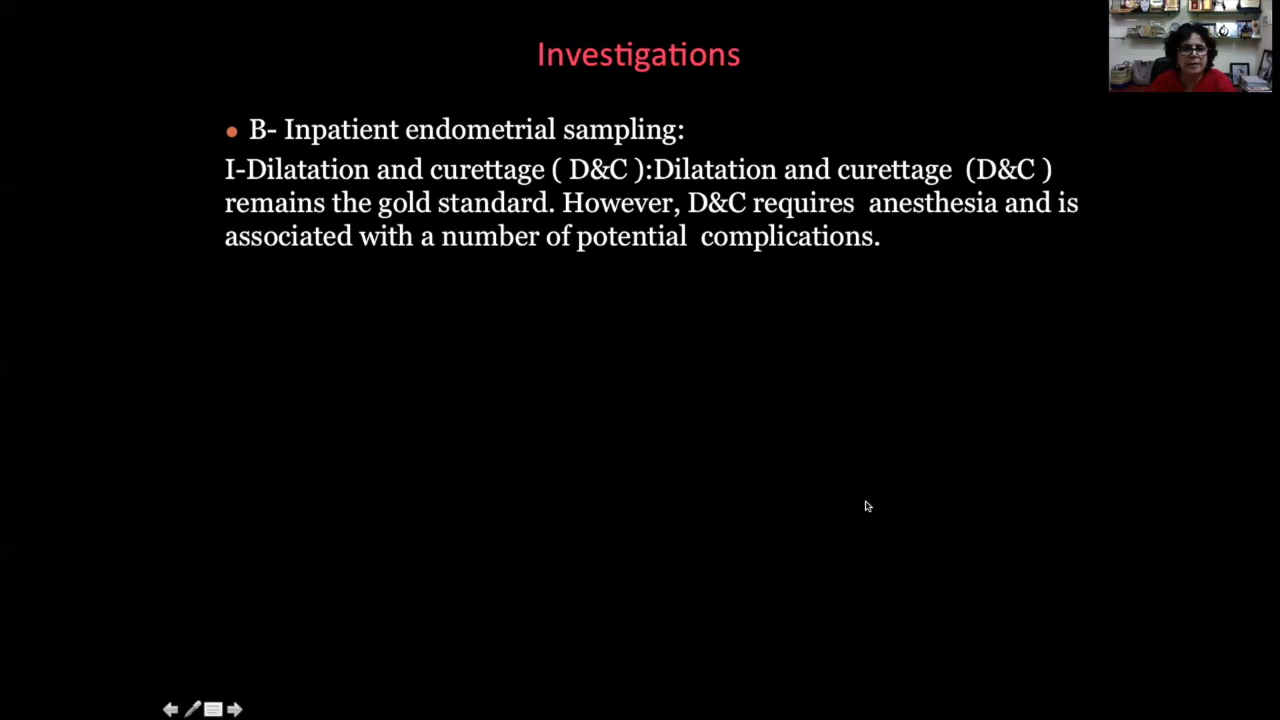 Investigations
B- Inpatient endometrial sampling:
I-Dilatation and curettage ( D&C ):Dilatation and curettage (D&C )
remains the gold standard. However, D&C requires anesthesia and is
associated with a number of potential complications.